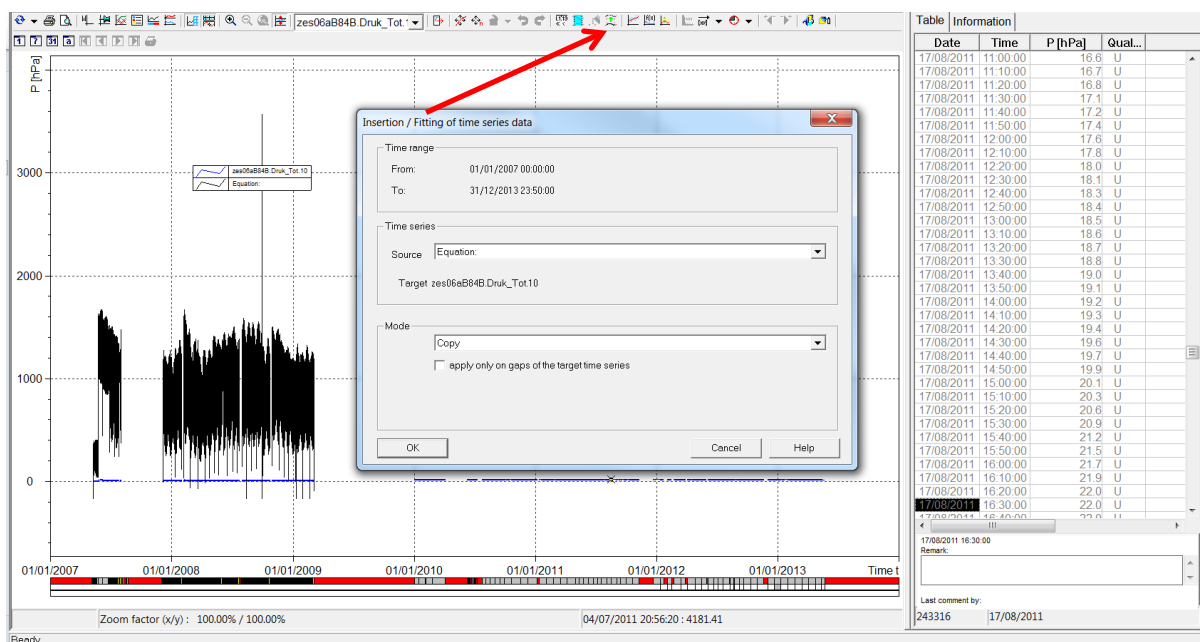 zes06aB84B.Druk_Tot.1
1 7 31 a
P [hPa]
3000
2000
1000
0
zes06aB84B.Druk_Tot.10
Equation:
01/01/2007 01/01/2008 01/01/2009 01/01/2010 01/01/2011 01/01/2012 01/01/2013 Time t
Insertion / Fitting of time series data
X
Time range
From: 01/01/2007 00:00:00
To: 31/12/2013 23:50:00
Time series
Source Equation:
Target zes06aB84B.Druk_Tot.10
Mode
Copy
apply only on gaps of the target time series
OK Cancel Help
Zoom factor (x/y) : 100.00% / 100.00% 04/07/2011 20:56:20 : 4181.41
Ready
Table Information
Date Time P [hPa] Qual...
17/08/2011 11:00:00 16.6 U
17/08/2011 11:10:00 16.7 U
17/08/2011 11:20:00 16.8 U
17/08/2011 11:30:00 17.1 U
17/08/2011 11:40:00 17.2 U
17/08/2011 11:50:00 17.4 U
17/08/2011 12:00:00 17.6 U
17/08/2011 12:10:00 17.8 U
17/08/2011 12:20:00 18.0 U
17/08/2011 12:30:00 18.1 U
17/08/2011 12:40:00 18.3 U
17/08/2011 12:50:00 18.4 U
17/08/2011 13:00:00 18.5 U
17/08/2011 13:10:00 18.6 U
17/08/2011 13:20:00 18.7 U
17/08/2011 13:30:00 18.8 U
17/08/2011 13:40:00 19.0 U
17/08/2011 13:50:00 19.1 U
17/08/2011 14:00:00 19.2 U
17/08/2011 14:10:00 19.3 U
17/08/2011 14:20:00 19.4 U
17/08/2011 14:30:00 19.6 U
17/08/2011 14:40:00 19.7 U
17/08/2011 14:50:00 19.9 U
17/08/2011 15:00:00 20.1 U
17/08/2011 15:10:00 20.3 U
17/08/2011 15:20:00 20.6 U
17/08/2011 15:30:00 20.9 U
17/08/2011 15:40:00 21.2 U
17/08/2011 15:50:00 21.5 U
17/08/2011 16:00:00 21.7 U
17/08/2011 16:10:00 21.9 U
17/08/2011 16:20:00 22.0 U
17/08/2011 16:30:00 22.0 U
17/08/2011 16:40:00 22.0 U
17/08/2011 16:30:00
Remark:
Last comment by:
243316 17/08/2011